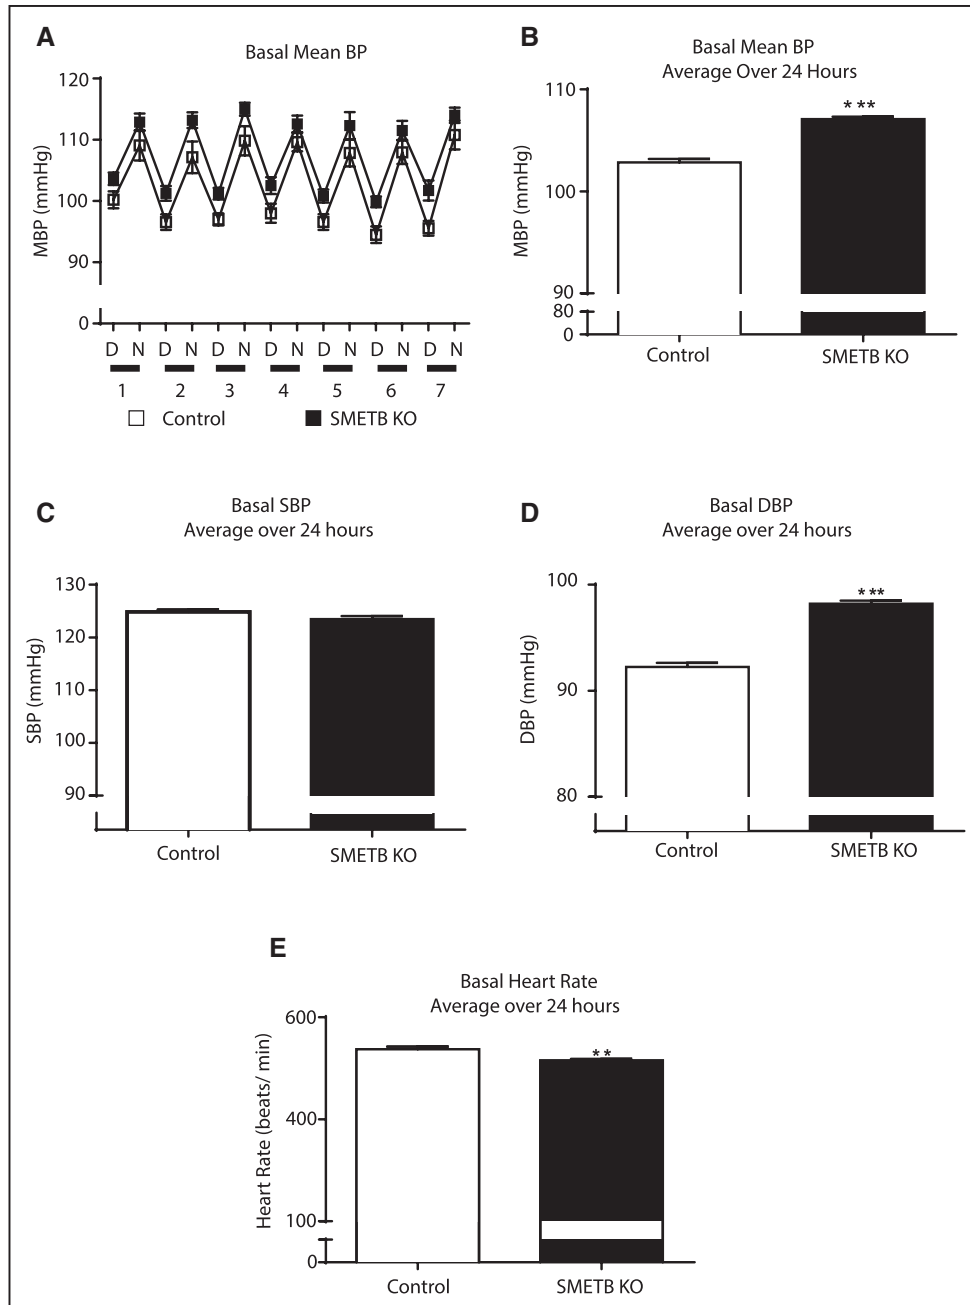 A
Basal Mean BP
120
110
100
90
0
MBP (mmHg)
D N D N D N D N D N D N D N
1 2 3 4 5 6 7
Control SMETB KO
B
Basal Mean BP
Average Over 24 Hours
110
100
90
80
0
MBP (mmHg)
* **
Control SMETB KO
C
Basal SBP
Average over 24 hours
130
120
110
100
90
SBP (mmHg)
Control SMETB KO
D
Basal DBP
Average over 24 hours
100
90
80
DBP (mmHg)
* **
Control SMETB KO
E
Basal Heart Rate
Average over 24 hours
600
400
100
0
Heart Rate (beats/ min)
* *
Control SMETB KO